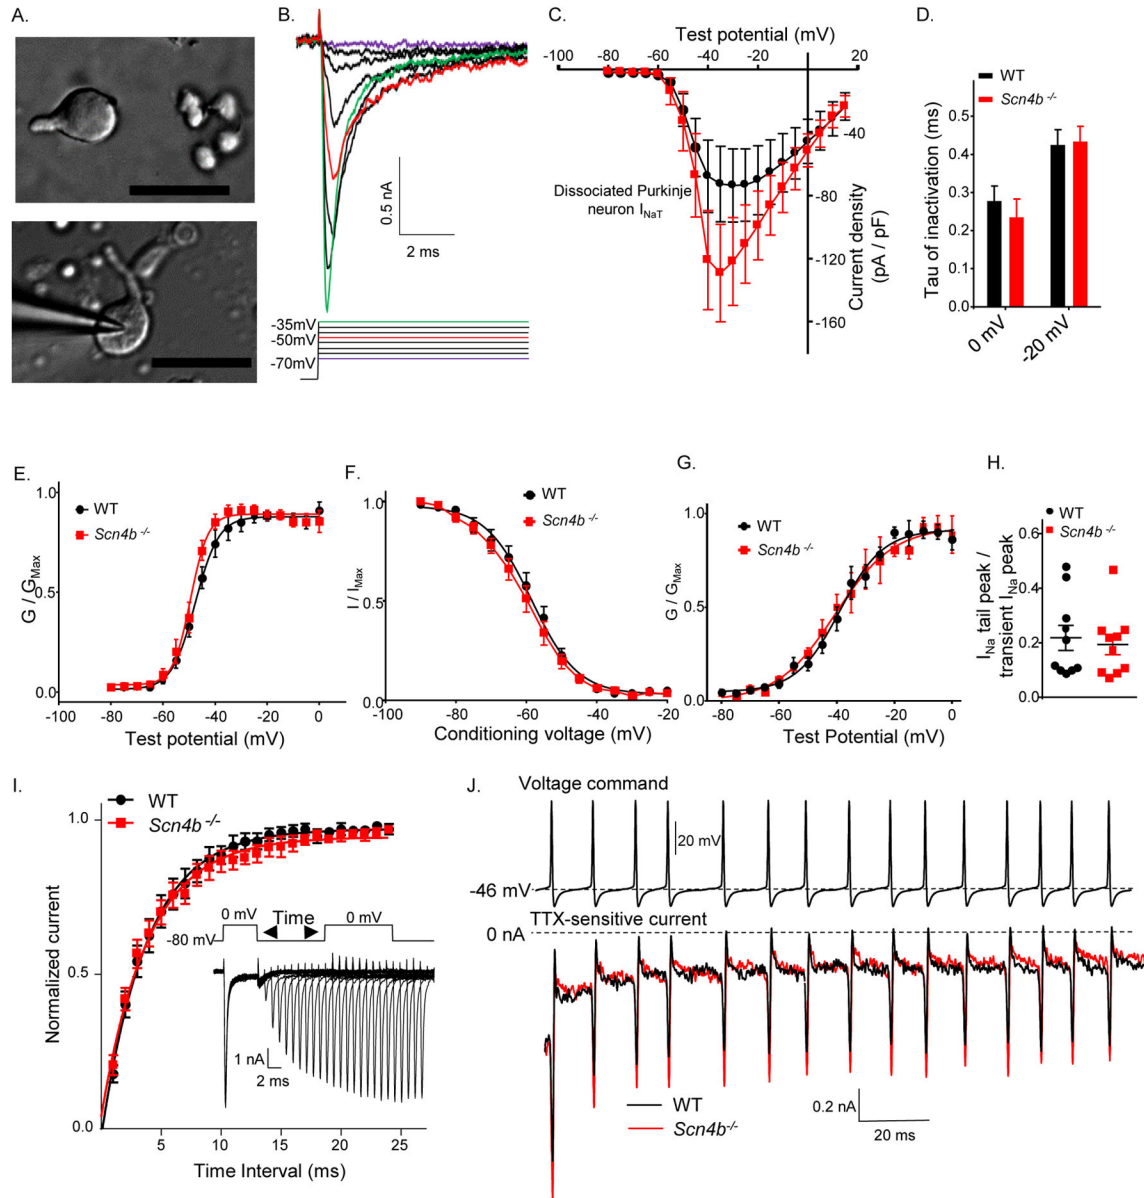 A.
B.
0.5 nA
2 ms
-35mV
-50mV
-70mV
C.
Test potential (mV)
-100 -80 -60 -40 -20 20
-40
-80
-120
-160
Dissociated Purkinje
neuron I_NaT
Current density
(pA / pF)
D.
WT
Scn4b -/-
Tau of inactivation (ms)
0.5
0.4
0.3
0.2
0.1
0.0
0 mV
-20 mV
E.
WT
Scn4b -/-
G / G_Max
1.0
0.5
0.0
-100 -80 -60 -40 -20 0
Test potential (mV)
F.
WT
Scn4b -/-
I / I_Max
1.0
0.5
0.0
-100 -80 -60 -40 -20
Conditioning voltage (mV)
G.
WT
Scn4b -/-
G / G_Max
1.0
0.5
0.0
-80 -60 -40 -20 0
Test Potential (mV)
H.
WT
Scn4b -/-
I_Na tail peak /
transient I_Na peak
0.6
0.2
0.2
0.0
I.
WT
Scn4b -/-
Normalized current
1.0
0.5
0.0
5 10 15 20 25
Time Interval (ms)
0 mV
Time
0 mV
-80 mV
1 nA
2 ms
J.
Voltage command
20 mV
-46 mV
TTX-sensitive current
0 nA
WT
Scn4b-/-
0.2 nA
20 ms